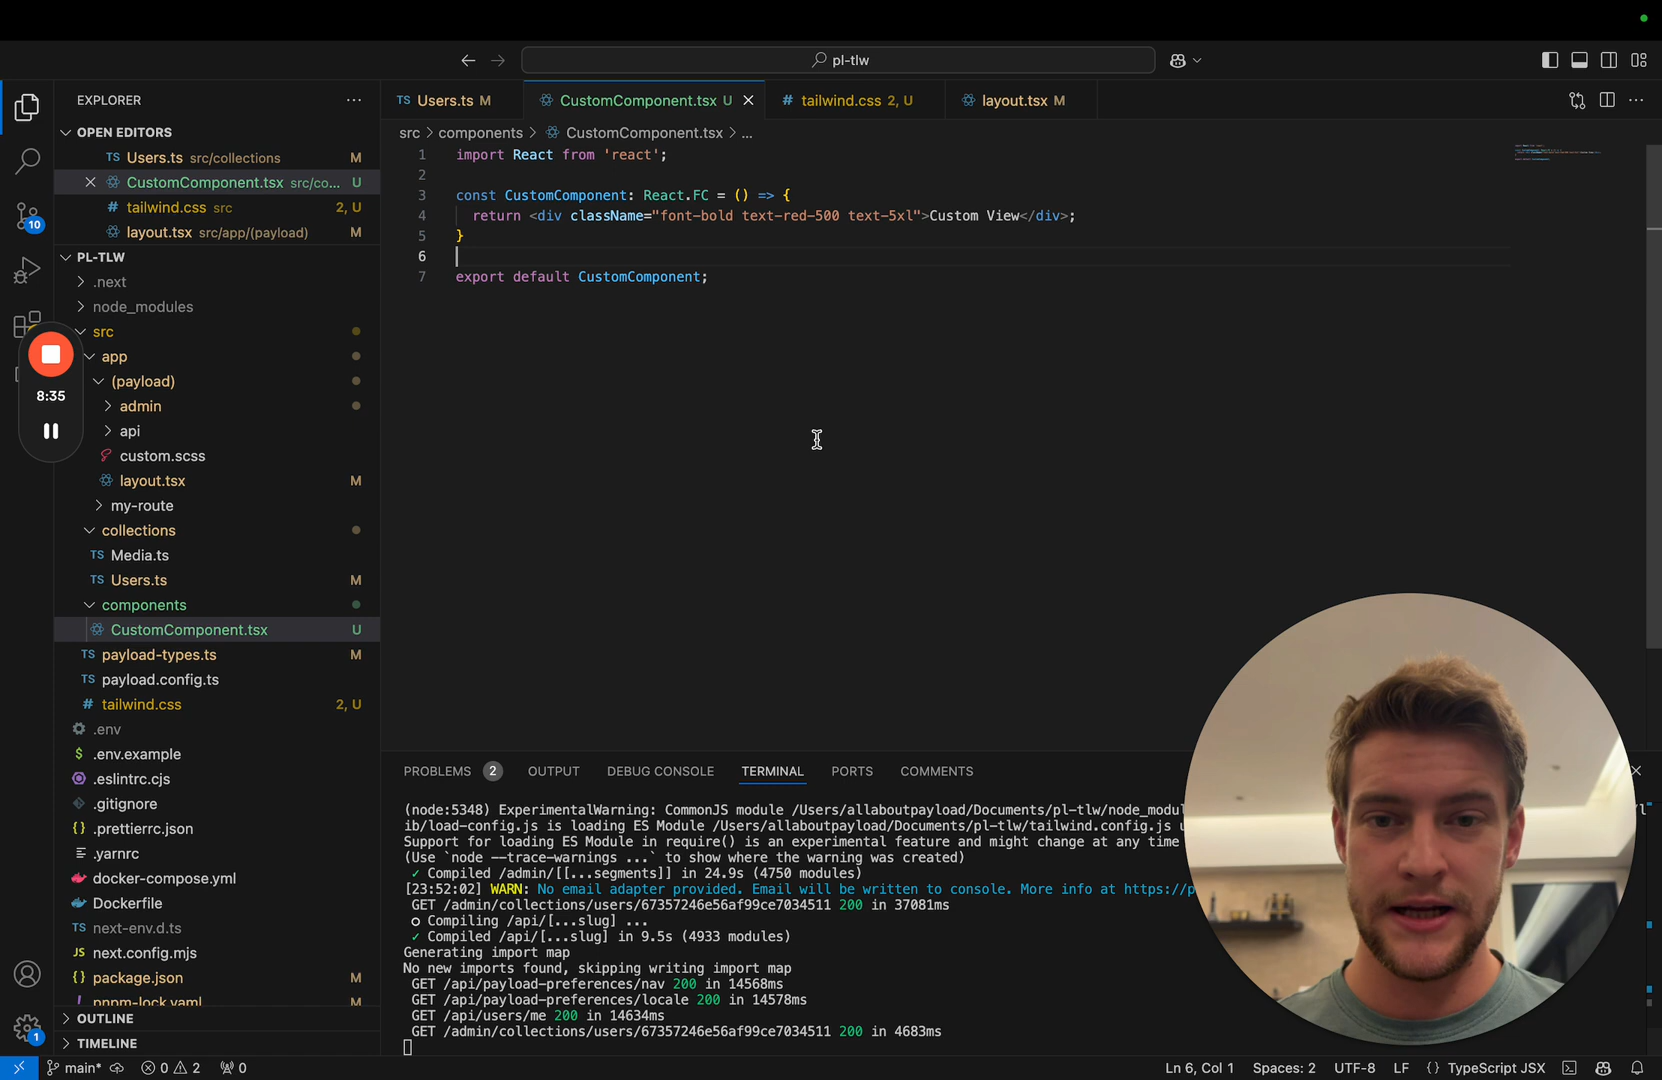 pl-tlw
EXPLORER
OPEN EDITORS
Users.ts src/collections M
CustomComponent.tsx src/co... U
tailwind.css src 2, U
layout.tsx src/app/(payload) M
PL-TLW
.next
node_modules
src
app
(payload)
admin
api
custom.scss
layout.tsx M
my-route
collections
Media.ts
Users.ts M
components
CustomComponent.tsx U
payload-types.ts M
payload.config.ts
tailwind.css 2, U
.env
.env.example
.eslintrc.cjs
.gitignore
.prettierrc.json
.yarnrc
docker-compose.yml
Dockerfile
next-env.d.ts
next.config.mjs
package.json M
pnpm-lock.yaml M
OUTLINE
TIMELINE
10
8:35
1
Users.ts M
CustomComponent.tsx U
tailwind.css 2, U
layout.tsx M
src > components > CustomComponent.tsx > ...
1 import React from 'react';
2
3 const CustomComponent: React.FC = () => {
4 return <div className="font-bold text-red-500 text-5xl">Custom View</div>;
5 }
6
7 export default CustomComponent;
PROBLEMS 2 OUTPUT DEBUG CONSOLE TERMINAL PORTS COMMENTS
(node:5348) ExperimentalWarning: CommonJS module /Users/allaboutpayload/Documents/pl-tlw/node_modul
ib/load-config.js is loading ES Module /Users/allaboutpayload/Documents/pl-tlw/tailwind.config.js u
Support for loading ES Module in require() is an experimental feature and might change at any time
(Use `node --trace-warnings ...` to show where the warning was created)
✓ Compiled /admin/[[...segments]] in 24.9s (4750 modules)
[23:52:02] WARN: No email adapter provided. Email will be written to console. More info at https://p
GET /admin/collections/users/67357246e56af99ce7034511 200 in 37081ms
○ Compiling /api/[...slug] ...
✓ Compiled /api/[...slug] in 9.5s (4933 modules)
Generating import map
No new imports found, skipping writing import map
GET /api/payload-preferences/nav 200 in 14568ms
GET /api/payload-preferences/locale 200 in 14578ms
GET /api/users/me 200 in 14634ms
GET /admin/collections/users/67357246e56af99ce7034511 200 in 4683ms
main* 0 2 0
Ln 6, Col 1 Spaces: 2 UTF-8 LF {} TypeScript JSX